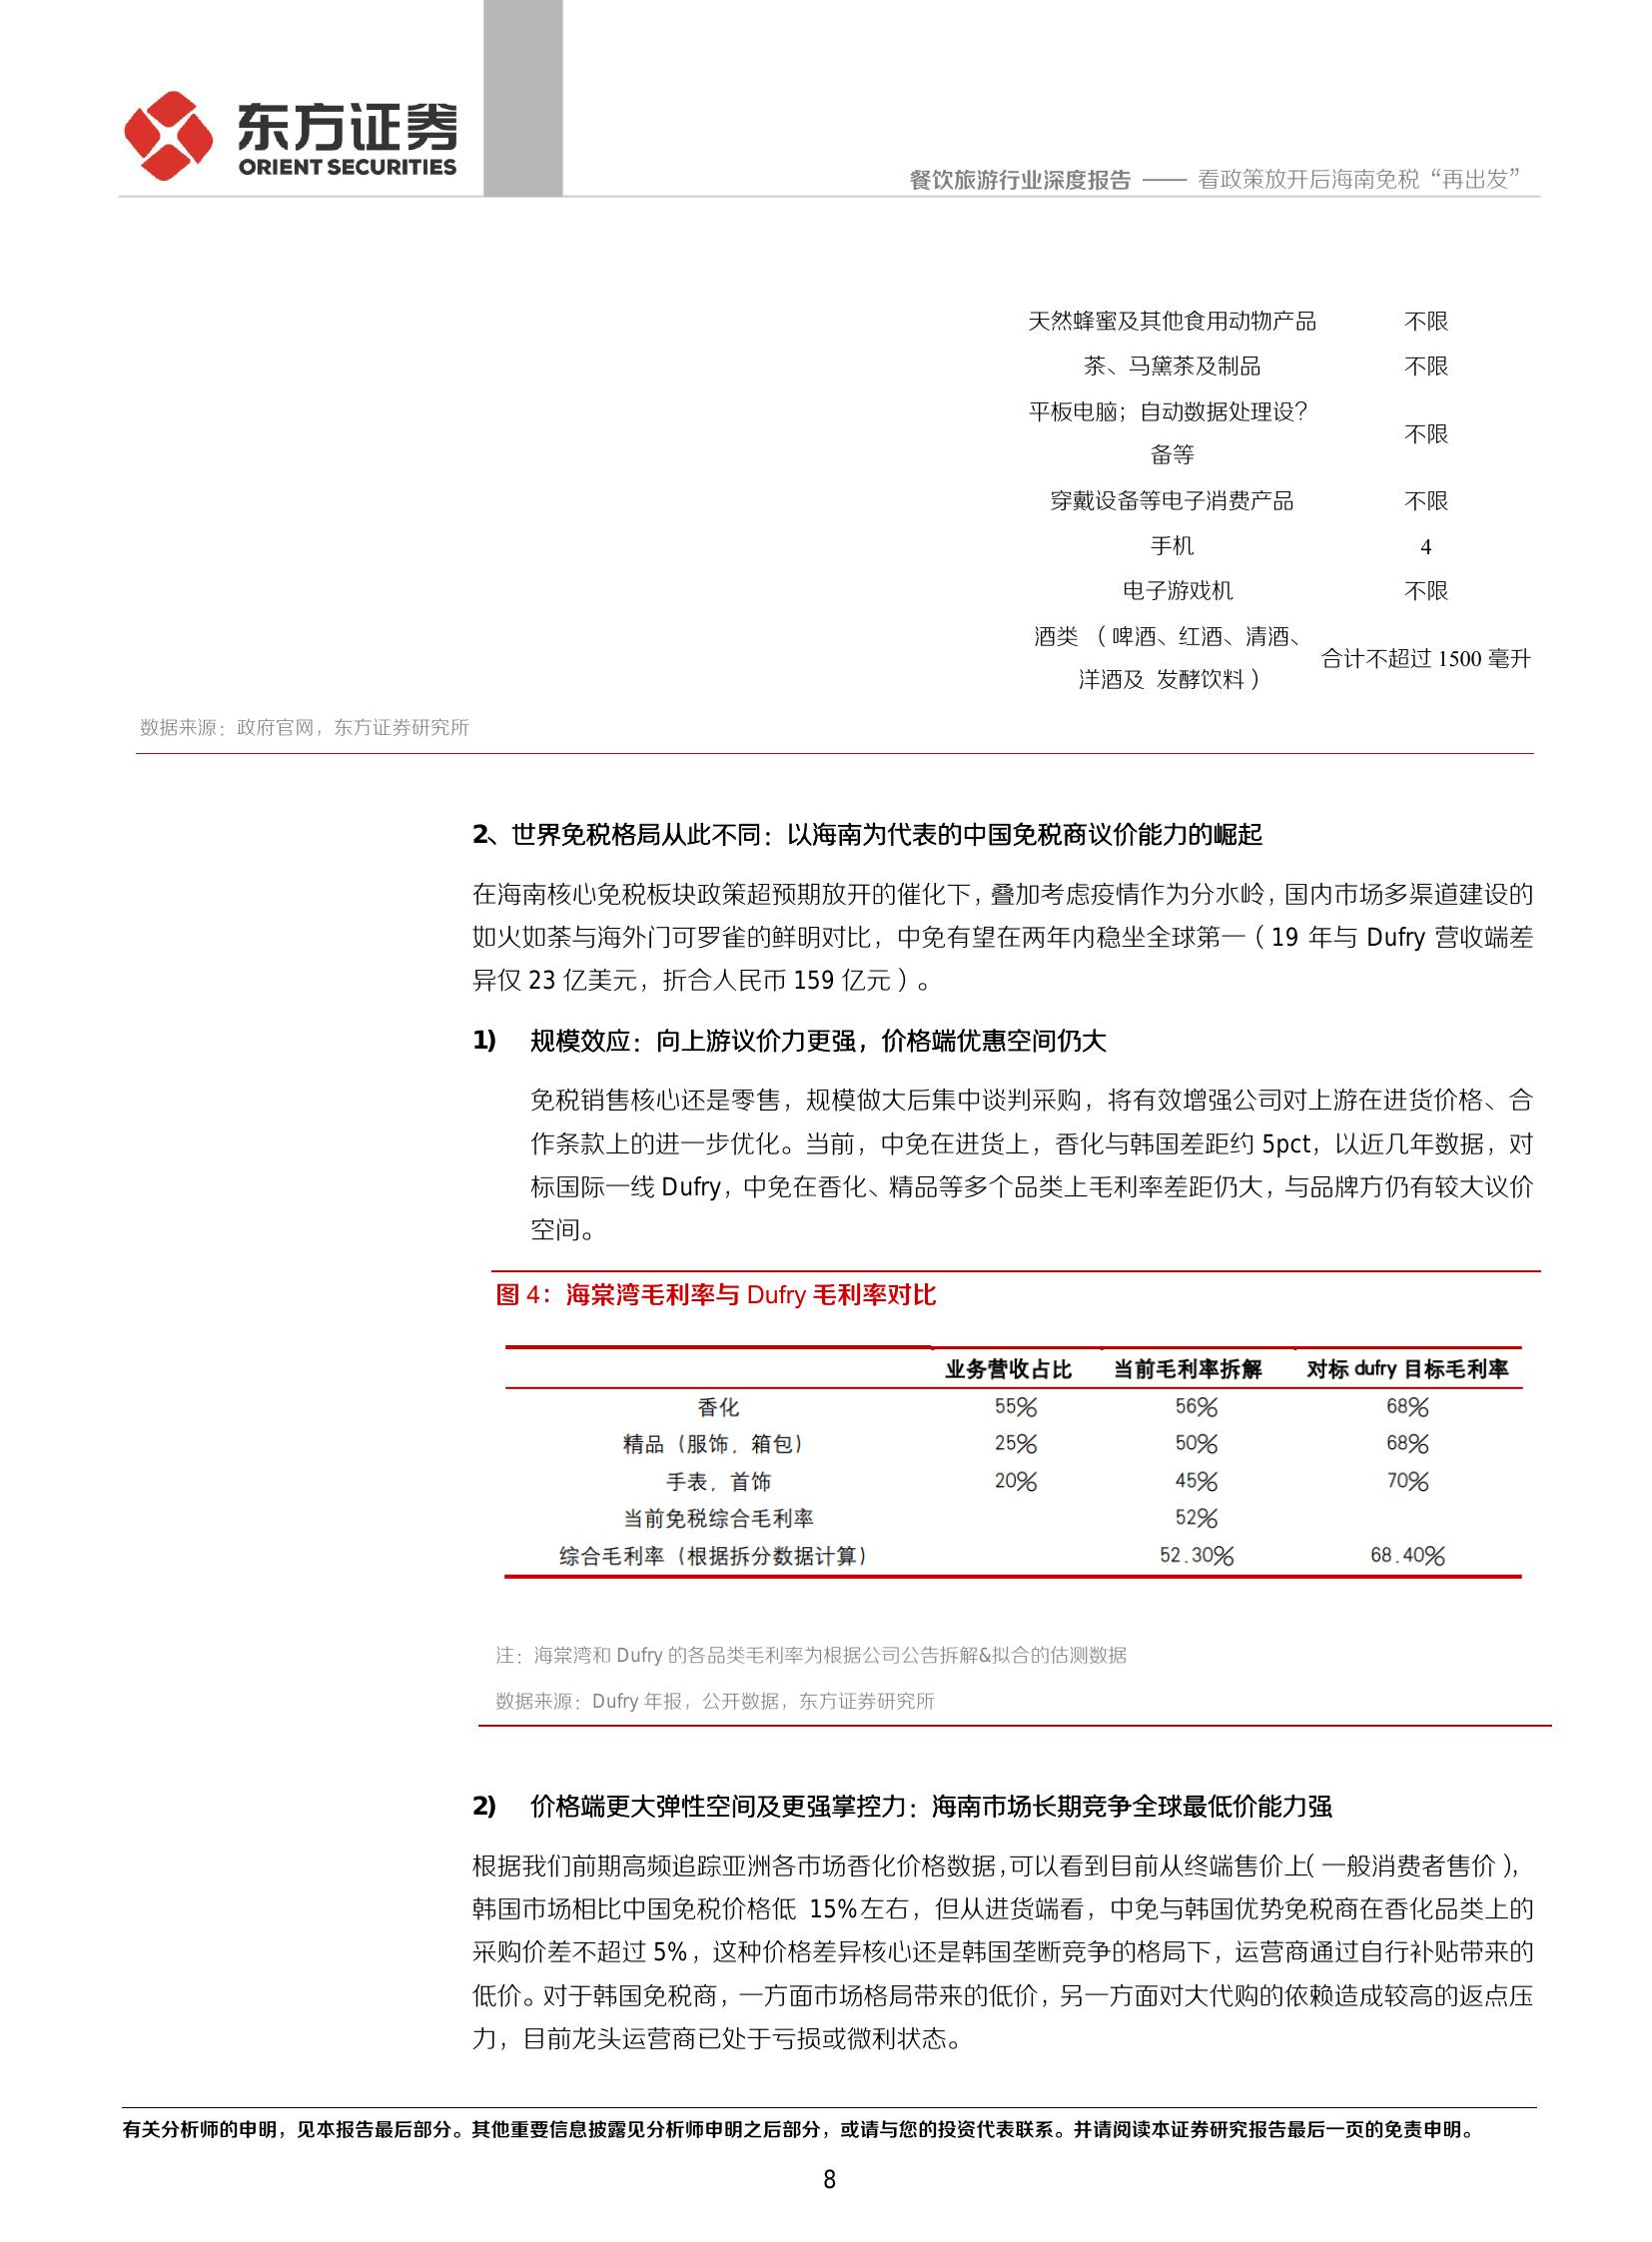 东方证券
ORIENT SECURITIES
餐饮旅游行业深度报告 —— 看政策放开后海南免税“再出发”
天然蜂蜜及其他食用动物产品 不限
茶、马黛茶及制品 不限
平板电脑；自动数据处理设?
备等
不限
穿戴设备等电子消费产品 不限
手机 4
电子游戏机 不限
酒类 （啤酒、红酒、清酒、
洋酒及 发酵饮料）
合计不超过 1500 毫升
数据来源：政府官网，东方证券研究所
2、世界免税格局从此不同：以海南为代表的中国免税商议价能力的崛起
在海南核心免税板块政策超预期放开的催化下，叠加考虑疫情作为分水岭，国内市场多渠道建设的
如火如荼与海外门可罗雀的鲜明对比，中免有望在两年内稳坐全球第一（19 年与 Dufry 营收端差
异仅 23 亿美元，折合人民币 159 亿元）。
1) 规模效应：向上游议价力更强，价格端优惠空间仍大
免税销售核心还是零售，规模做大后集中谈判采购，将有效增强公司对上游在进货价格、合
作条款上的进一步优化。当前，中免在进货上，香化与韩国差距约 5pct，以近几年数据，对
标国际一线 Dufry，中免在香化、精品等多个品类上毛利率差距仍大，与品牌方仍有较大议价
空间。
图 4：海棠湾毛利率与 Dufry 毛利率对比
业务营收占比 当前毛利率拆解 对标 dufry 目标毛利率
香化 55% 56% 68%
精品（服饰，箱包） 25% 50% 68%
手表，首饰 20% 45% 70%
当前免税综合毛利率 52%
综合毛利率（根据拆分数据计算） 52.30% 68.40%
注：海棠湾和 Dufry 的各品类毛利率为根据公司公告拆解&拟合的估测数据
数据来源：Dufry 年报，公开数据，东方证券研究所
2) 价格端更大弹性空间及更强掌控力：海南市场长期竞争全球最低价能力强
根据我们前期高频追踪亚洲各市场香化价格数据，可以看到目前从终端售价上（一般消费者售价），
韩国市场相比中国免税价格低 15%左右，但从进货端看，中免与韩国优势免税商在香化品类上的
采购价差不超过 5%，这种价格差异核心还是韩国垄断竞争的格局下，运营商通过自行补贴带来的
低价。对于韩国免税商，一方面市场格局带来的低价，另一方面对大代购的依赖造成较高的返点压
力，目前龙头运营商已处于亏损或微利状态。
有关分析师的申明，见本报告最后部分。其他重要信息披露见分析师申明之后部分，或请与您的投资代表联系。并请阅读本证券研究报告最后一页的免责申明。
8